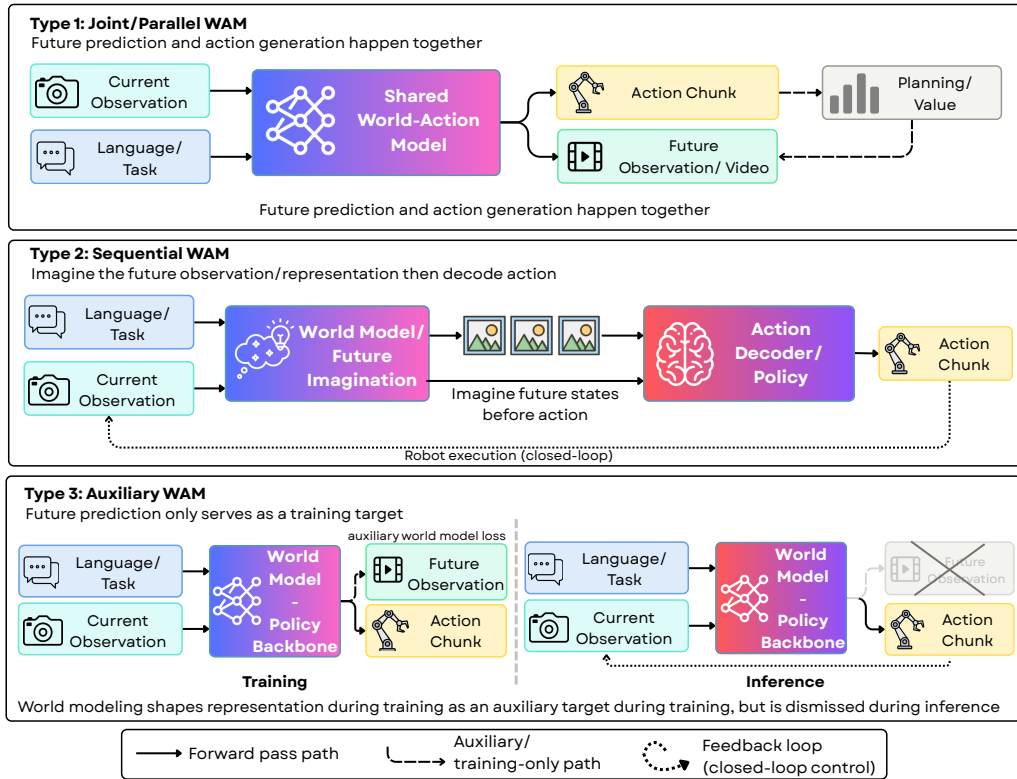 Type 1: Joint/Parallel WAM
Future prediction and action generation happen together
Current
Observation
Language/
Task
Shared
World-Action
Model
Action Chunk
Future
Observation/ Video
Planning/
Value
Future prediction and action generation happen together
Type 2: Sequential WAM
Imagine the future observation/representation then decode action
Language/
Task
Current
Observation
World Model/
Future
Imagination
Imagine future states
before action
Action
Decoder/
Policy
Action
Chunk
Robot execution (closed-loop)
Type 3: Auxiliary WAM
Future prediction only serves as a training target
Language/
Task
Current
Observation
World
Model
-
Policy
Backbone
auxiliary world model loss
Future
Observation
Action
Chunk
Training
Language/
Task
Current
Observation
World
Model
-
Policy
Backbone
Future
Observation
Action
Chunk
Inference
World modeling shapes representation during training as an auxiliary target during training, but is dismissed during inference
Forward pass path
Auxiliary/
training-only path
Feedback loop
(closed-loop control)